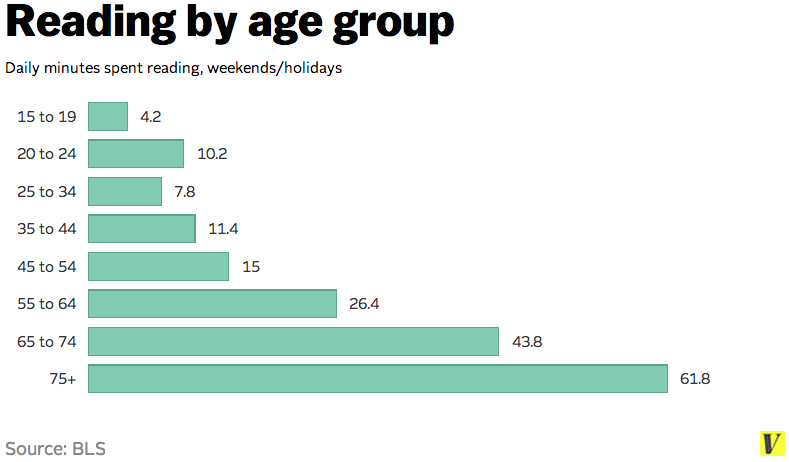 Reading by age group
Daily minutes spent reading, weekends/holidays
15 to 19 4.2
20 to 24 10.2
25 to 34 7.8
35 to 44 11.4
45 to 54 15
55 to 64 26.4
65 to 74 43.8
75+ 61.8
Source: BLS
V